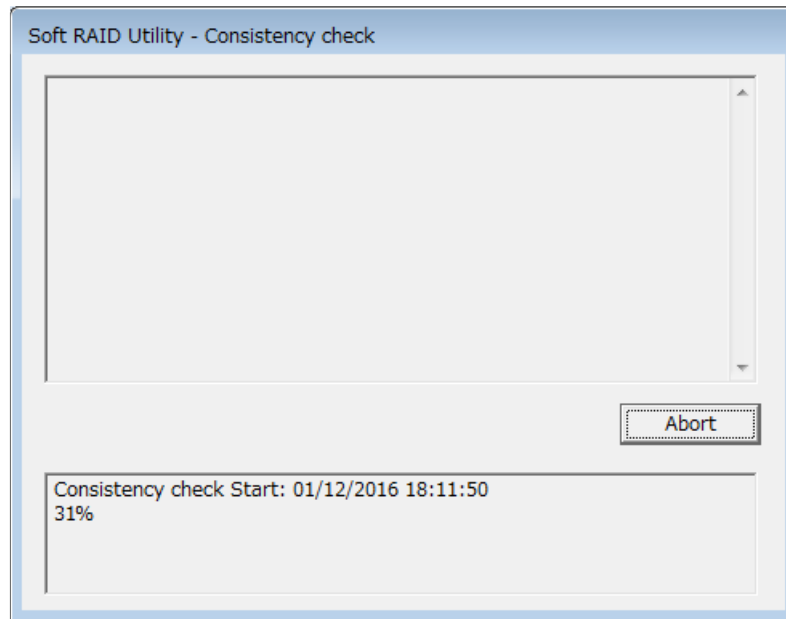 Soft RAID Utility - Consistency check
Abort
Consistency check Start: 01/12/2016 18:11:50
31%